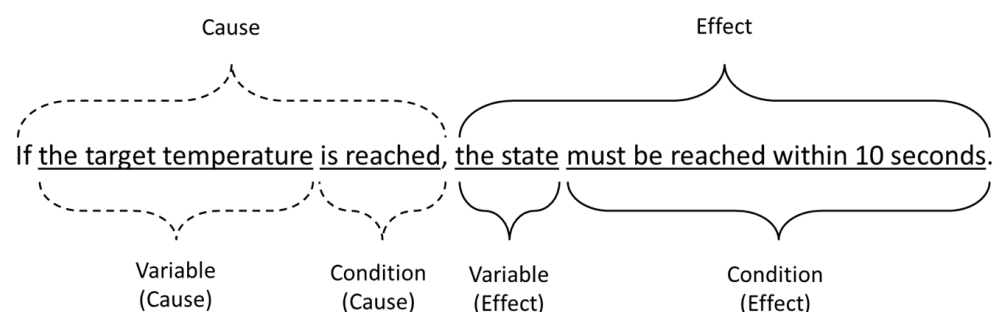 Cause Effect
If the target temperature is reached, the state must be reached within 10 seconds.
Variable Condition Variable Condition
(Cause) (Cause) (Effect) (Effect)